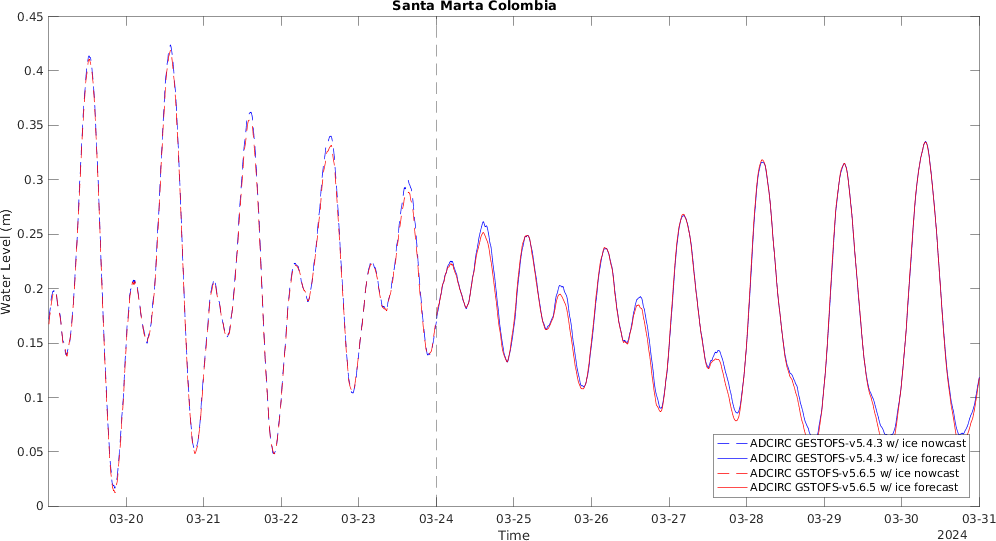 Santa Marta Colombia
0.45
0.4
0.35
0.3
0.25
0.2
0.15
0.1
0.05
0
Water Level (m)
03-20 03-21 03-22 03-23 03-24 03-25 03-26 03-27 03-28 03-29 03-30 03-31
Time
2024
ADCIRC GESTOFS-v5.4.3 w/ ice nowcast
ADCIRC GESTOFS-v5.4.3 w/ ice forecast
ADCIRC GSTOFS-v5.6.5 w/ ice nowcast
ADCIRC GSTOFS-v5.6.5 w/ ice forecast